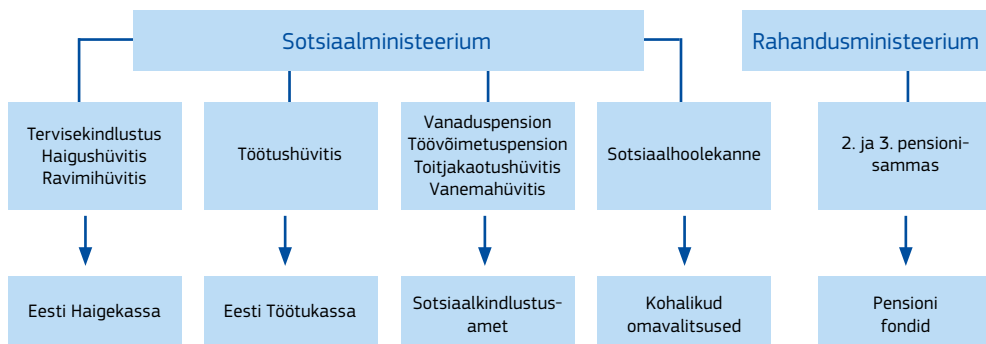 Sotsiaalministeerium
Rahandusministeerium
Tervisekindlustus
Haigushüvitis
Ravimihüvitis
Töötushüvitis
Vanaduspension
Töövõimetuspension
Toitjakaotushüvitis
Vanemahüvitis
Sotsiaalhoolekanne
2. ja 3. pensioni-
sammas
Eesti Haigekassa
Eesti Töötukassa
Sotsiaalkindlustus-
amet
Kohalikud
omavalitsused
Pensioni
fondid